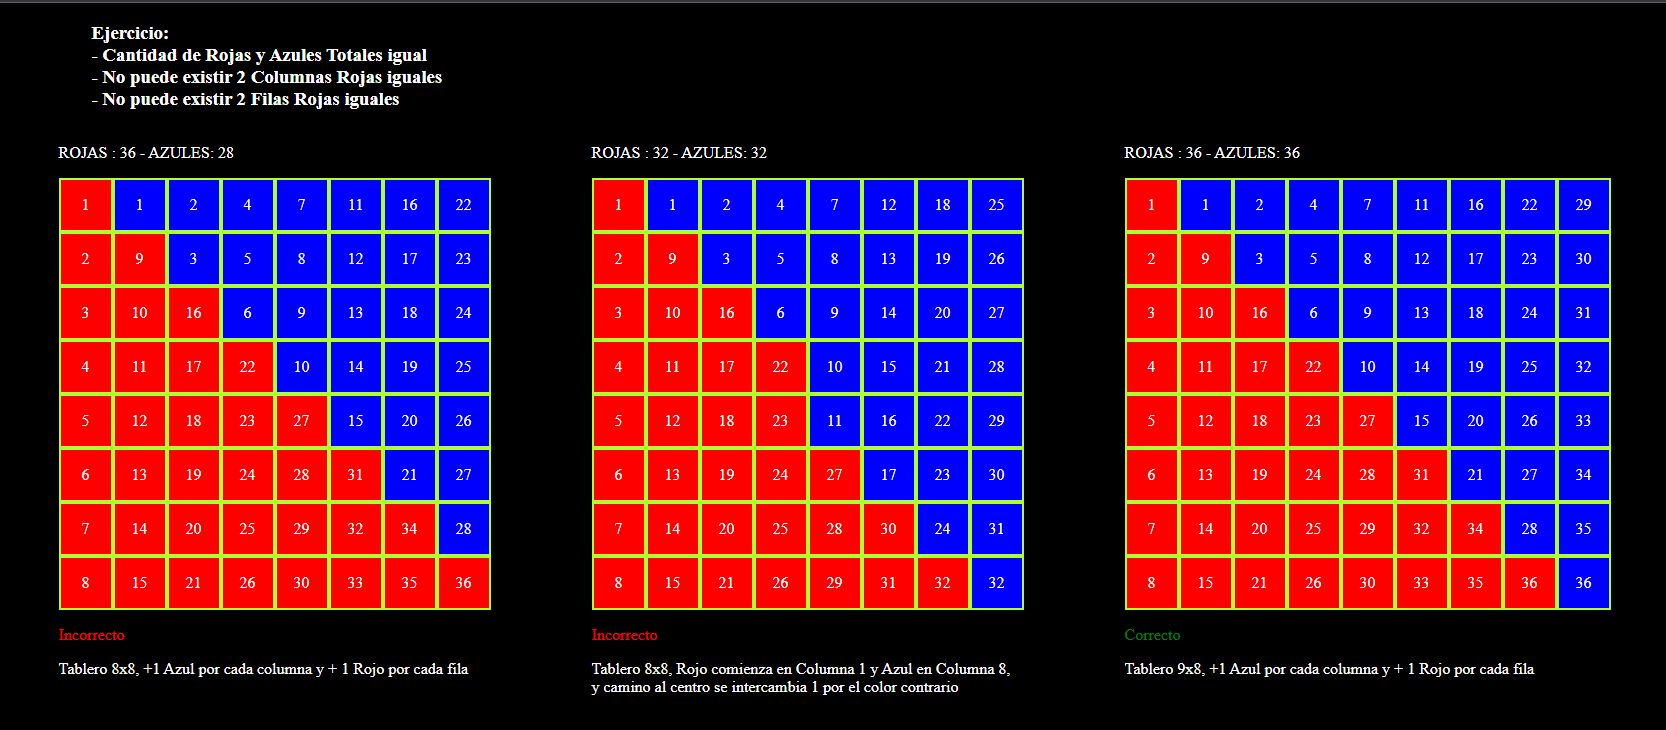 Ejercicio:
- Cantidad de Rojas y Azules Totales igual
- No puede existir 2 Columnas Rojas iguales
- No puede existir 2 Filas Rojas iguales
ROJAS : 36 - AZULES: 28
1 1 2 4 7 11 16 22
2 9 3 5 8 12 17 23
3 10 16 6 9 13 18 24
4 11 17 22 10 14 19 25
5 12 18 23 27 15 20 26
6 13 19 24 28 31 21 27
7 14 20 25 29 32 34 28
8 15 21 26 30 33 35 36
Incorrecto
Tablero 8x8, +1 Azul por cada columna y + 1 Rojo por cada fila
ROJAS : 32 - AZULES: 32
1 1 2 4 7 12 18 25
2 9 3 5 8 13 19 26
3 10 16 6 9 14 20 27
4 11 17 22 10 15 21 28
5 12 18 23 11 16 22 29
6 13 19 24 27 17 23 30
7 14 20 25 28 30 24 31
8 15 21 26 29 31 32 32
Incorrecto
Tablero 8x8, Rojo comienza en Columna 1 y Azul en Columna 8,
y camino al centro se intercambia 1 por el color contrario
ROJAS : 36 - AZULES: 36
1 1 2 4 7 11 16 22 29
2 9 3 5 8 12 17 23 30
3 10 16 6 9 13 18 24 31
4 11 17 22 10 14 19 25 32
5 12 18 23 27 15 20 26 33
6 13 19 24 28 31 21 27 34
7 14 20 25 29 32 34 28 35
8 15 21 26 30 33 35 36 36
Correcto
Tablero 9x8, +1 Azul por cada columna y + 1 Rojo por cada fila